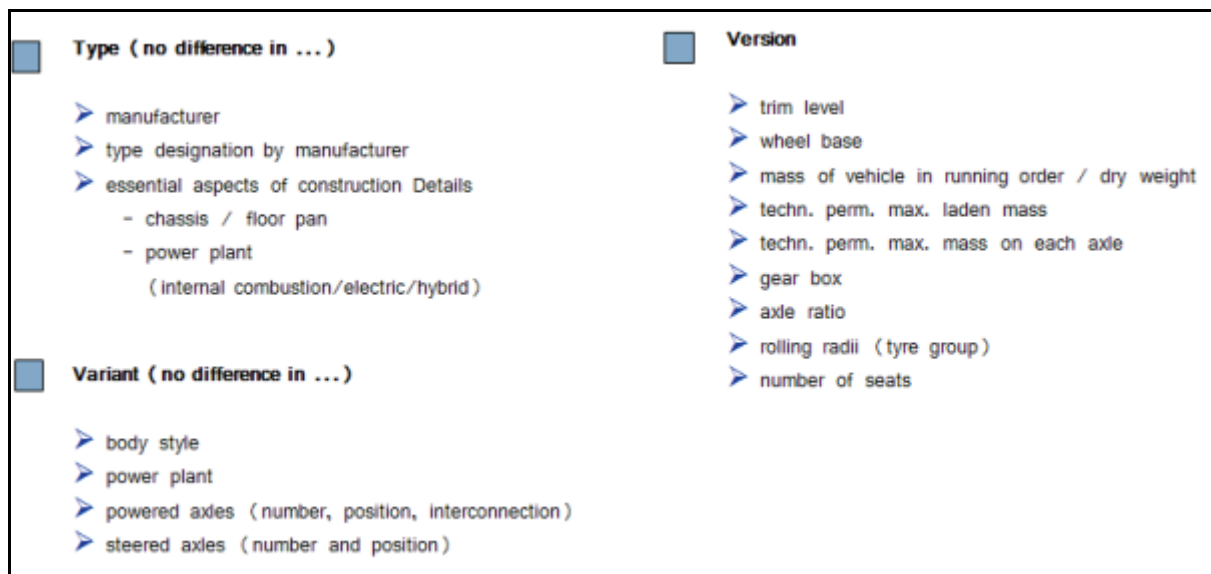 Type (no difference in ...)
manufacturer
type designation by manufacturer
essential aspects of construction Details
- chassis / floor pan
- power plant
(internal combustion/electric/hybrid)
Variant (no difference in ...)
body style
power plant
powered axles (number, position, interconnection)
steered axles (number and position)
Version
trim level
wheel base
mass of vehicle in running order / dry weight
techn. perm. max. laden mass
techn. perm. max. mass on each axle
gear box
axle ratio
rolling radii (tyre group)
number of seats